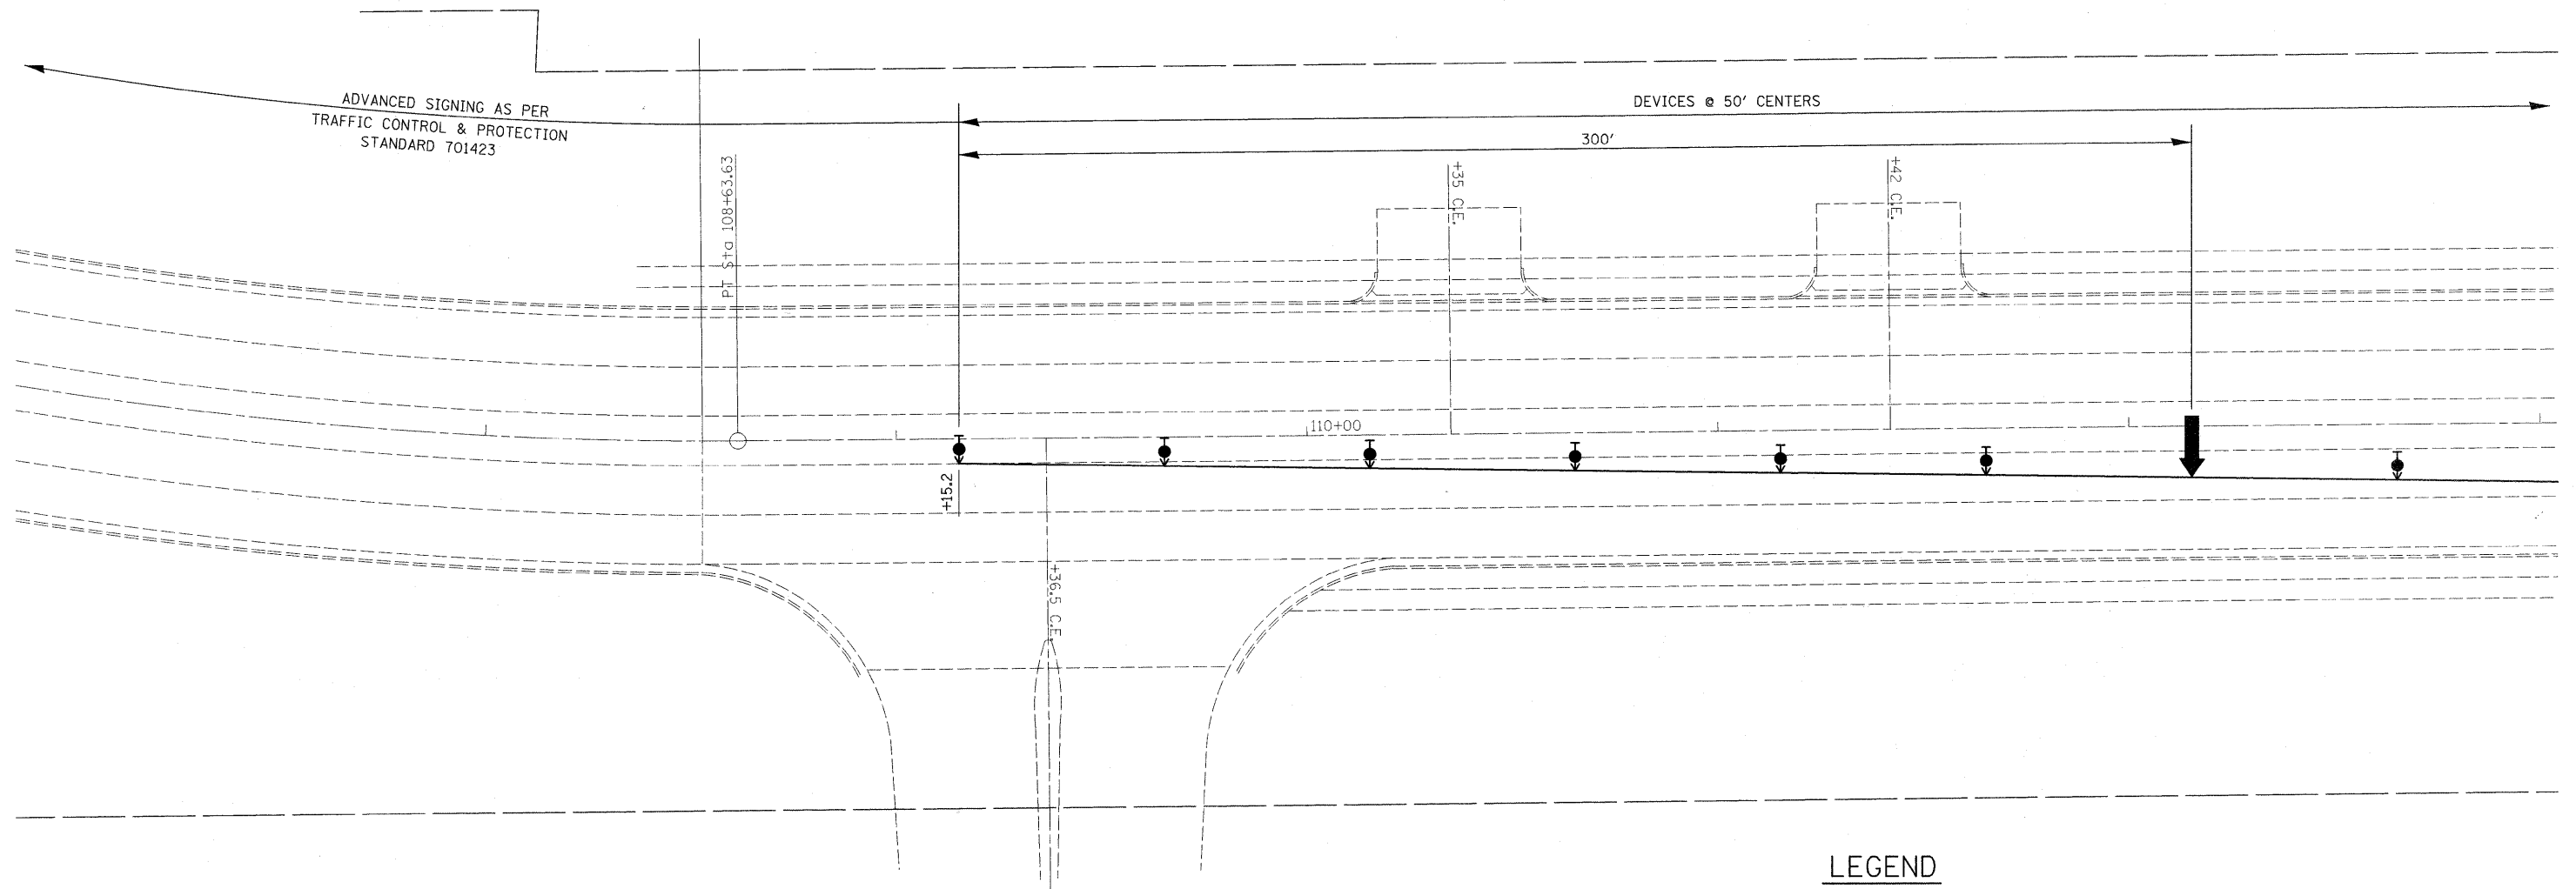 ADVANCED SIGNING AS PER
TRAFFIC CONTROL & PROTECTION
STANDARD 701423
DEVICES @ 50' CENTERS
300'
PT Sta 108+63.63
+35 C.E.
+42 C.E.
110+00
+15.2
+36.5 C.E.
LEGEND